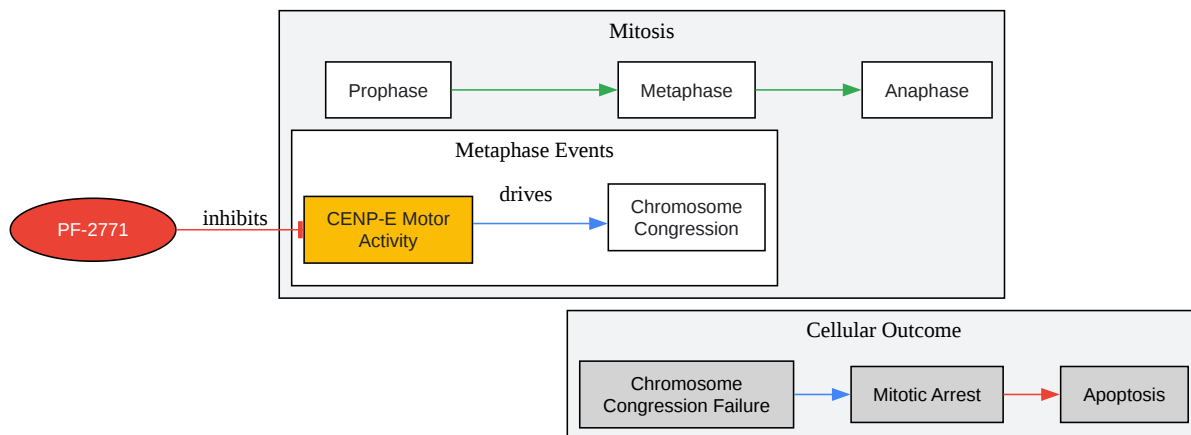 Mitosis
Prophase
Metaphase
Anaphase
Metaphase Events
PF-2771
inhibits
CENP-E Motor
Activity
drives
Chromosome
Congression
Cellular Outcome
Chromosome
Congression Failure
Mitotic Arrest
Apoptosis